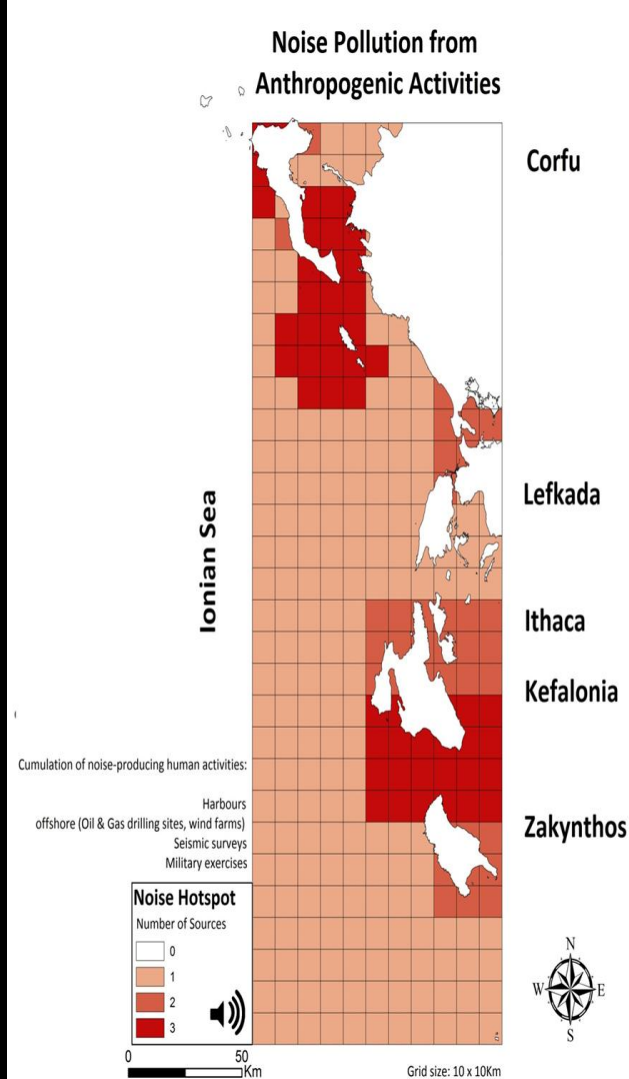 Noise Pollution from
Anthropogenic Activities
Corfu
Lefkada
Ionian Sea
Ithaca
Kefalonia
Cumulation of noise-producing human activities:
Harbours
offshore (Oil & Gas drilling sites, wind farms)
Seismic surveys
Military exercises
Zakynthos
Noise Hotspot
Number of Sources
0
1
2
3
N
W E
S
0 50
Km
Grid size: 10 x 10Km